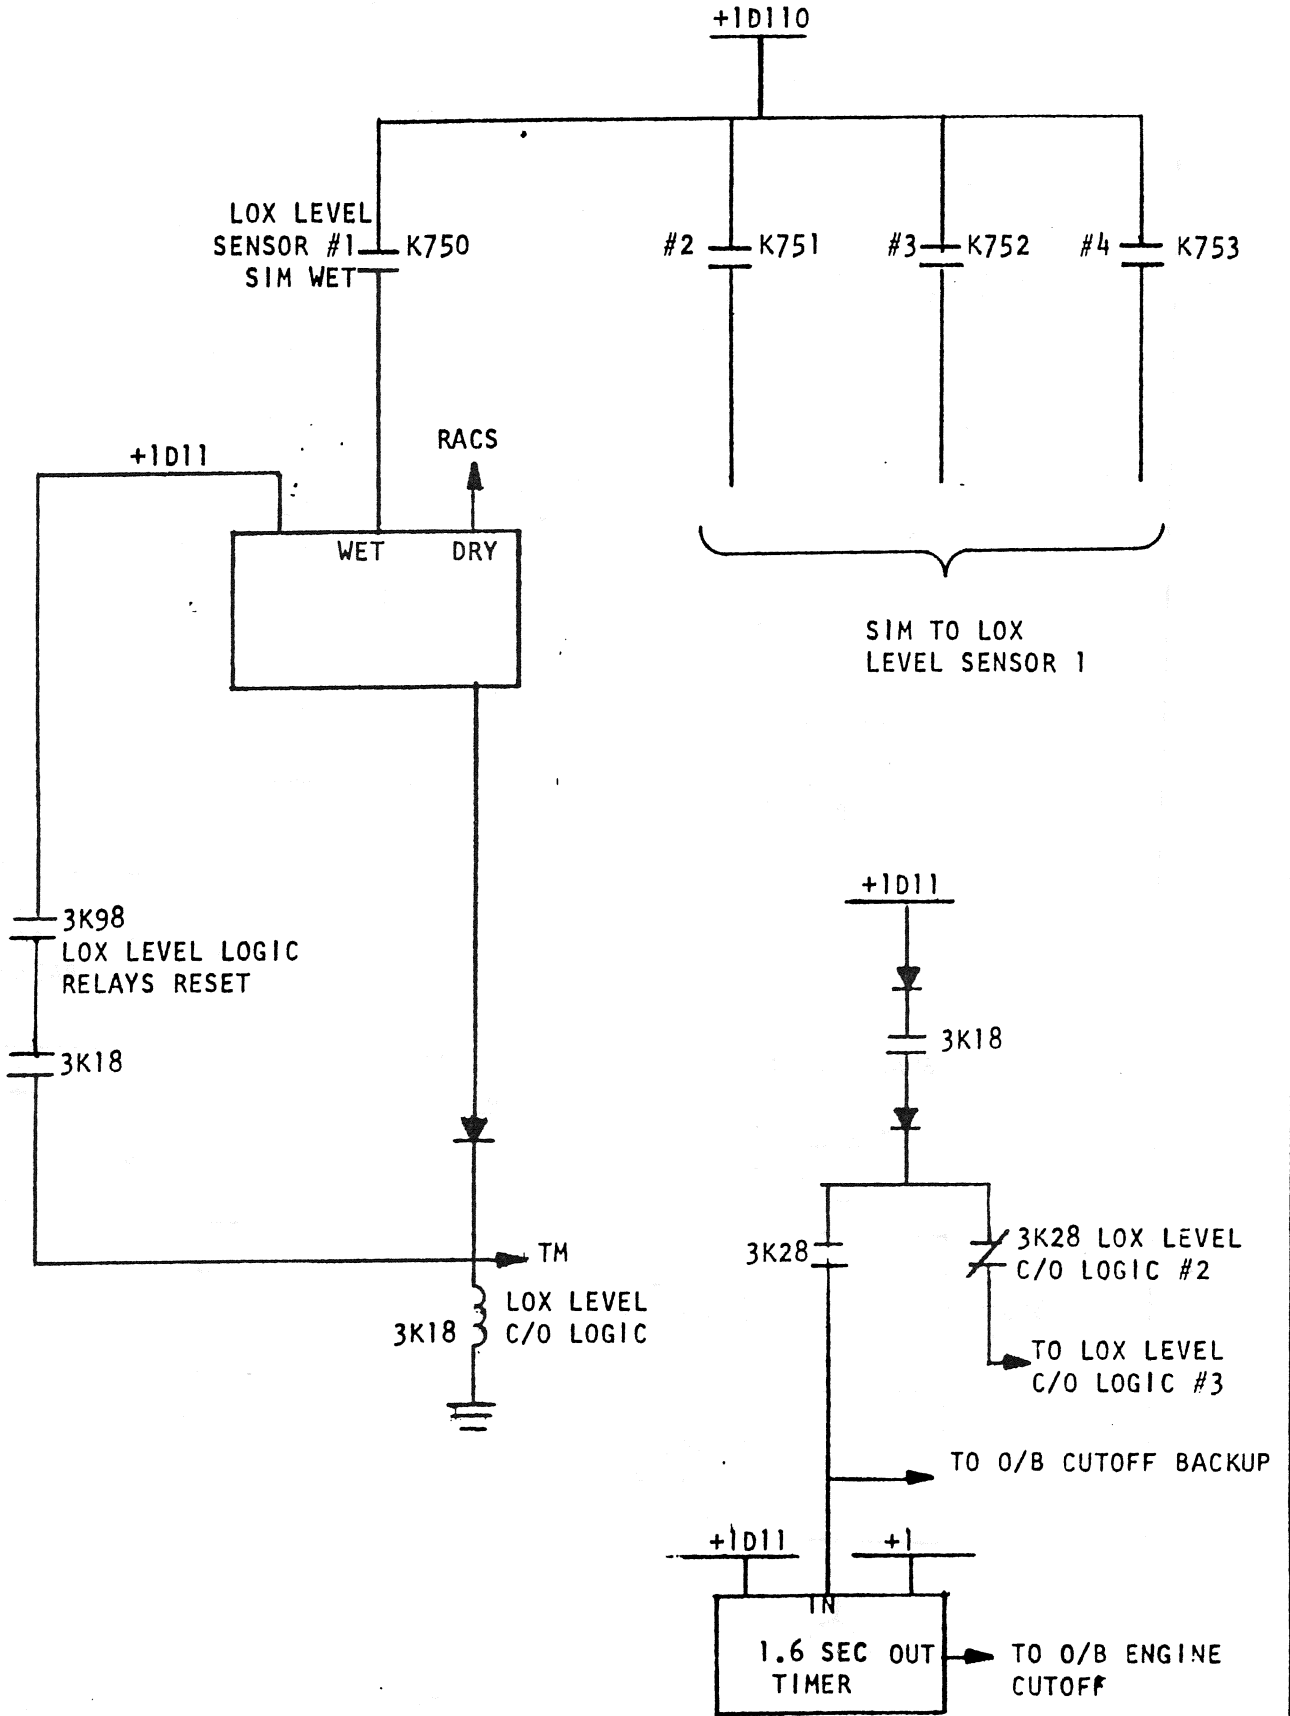 +1D110
LOX LEVEL
SENSOR #1 K750
SIM WET
#2 K751
#3 K752
#4 K753
+1D11
RACS
WET DRY
SIM TO LOX
LEVEL SENSOR 1
3K98
LOX LEVEL LOGIC
RELAYS RESET
3K18
TM
LOX LEVEL
3K18 C/O LOGIC
+1D11
3K18
3K28
3K28 LOX LEVEL
C/O LOGIC #2
TO LOX LEVEL
C/O LOGIC #3
TO O/B CUTOFF BACKUP
+1D11
+1
IN
1.6 SEC OUT
TIMER
TO O/B ENGINE
CUTOFF